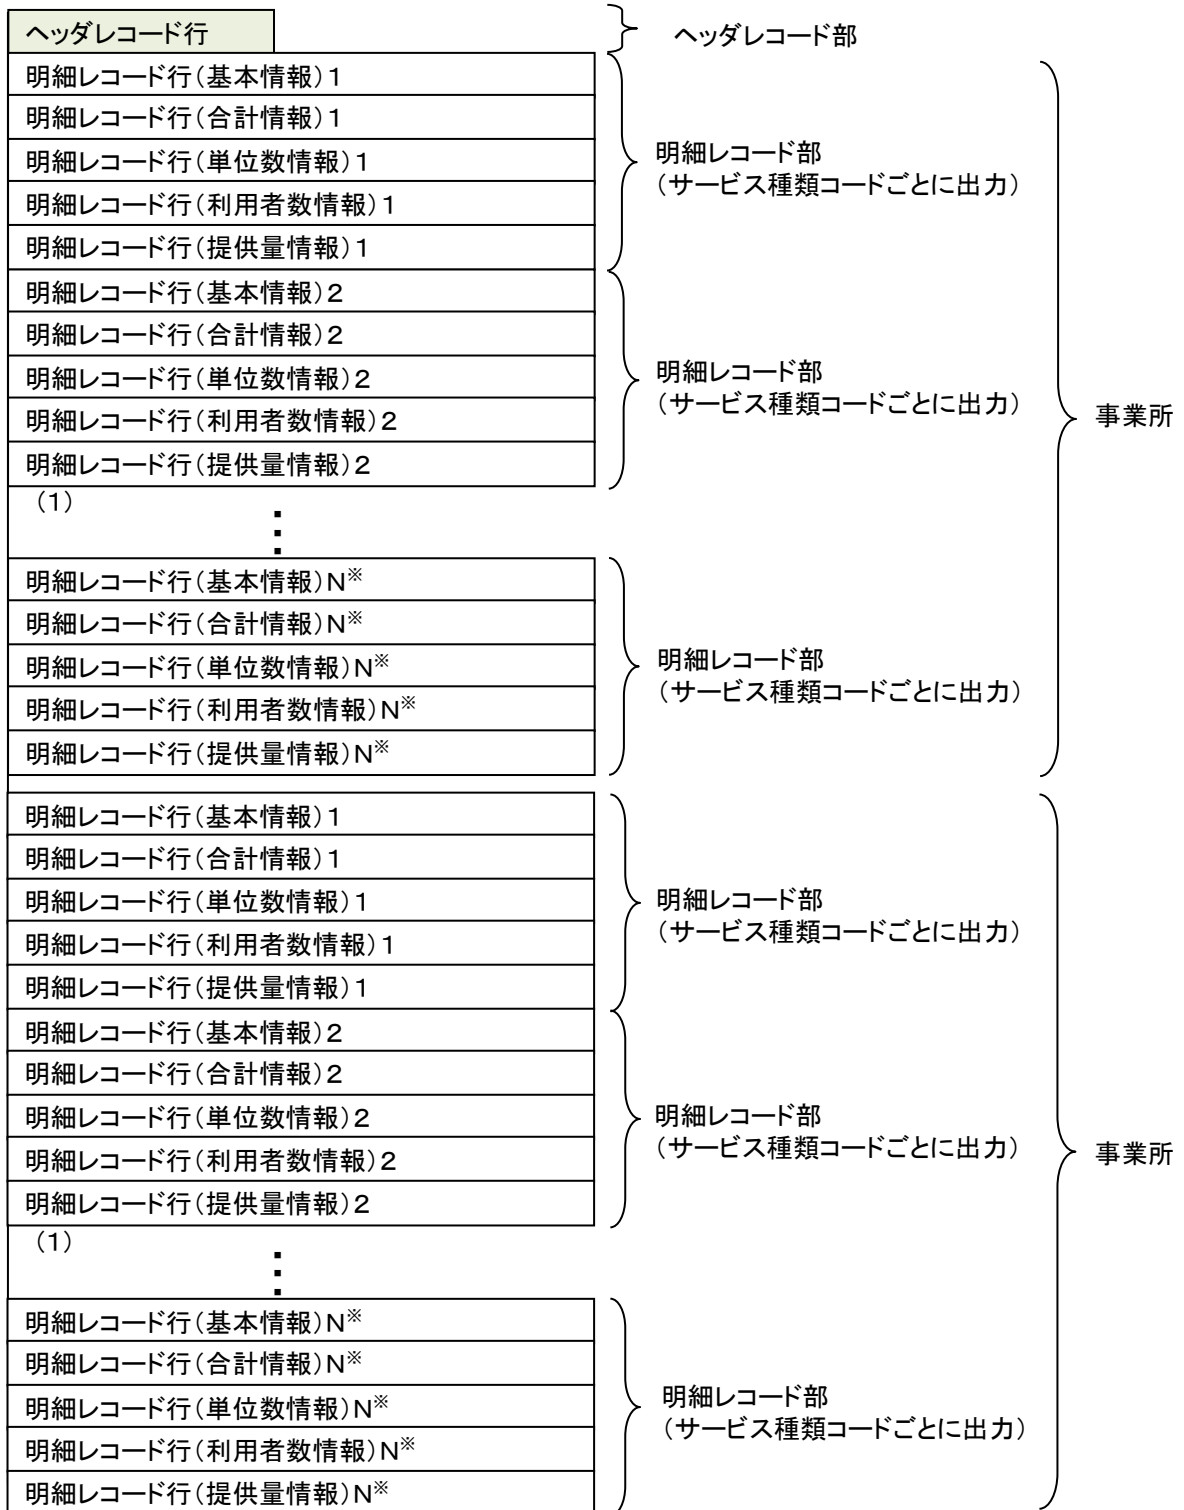 ヘッダレコード行
ヘッダレコード部
明細レコード行(基本情報)1
明細レコード行(合計情報)1
明細レコード行(単位数情報)1
明細レコード行(利用者数情報)1
明細レコード行(提供量情報)1
明細レコード部
(サービス種類コードごとに出力)
明細レコード行(基本情報)2
明細レコード行(合計情報)2
明細レコード行(単位数情報)2
明細レコード行(利用者数情報)2
明細レコード行(提供量情報)2
明細レコード部
(サービス種類コードごとに出力)
事業所
(1)
明細レコード行(基本情報)N※
明細レコード行(合計情報)N※
明細レコード行(単位数情報)N※
明細レコード行(利用者数情報)N※
明細レコード行(提供量情報)N※
明細レコード部
(サービス種類コードごとに出力)
明細レコード行(基本情報)1
明細レコード行(合計情報)1
明細レコード行(単位数情報)1
明細レコード行(利用者数情報)1
明細レコード行(提供量情報)1
明細レコード部
(サービス種類コードごとに出力)
明細レコード行(基本情報)2
明細レコード行(合計情報)2
明細レコード行(単位数情報)2
明細レコード行(利用者数情報)2
明細レコード行(提供量情報)2
明細レコード部
(サービス種類コードごとに出力)
事業所
(1)
明細レコード行(基本情報)N※
明細レコード行(合計情報)N※
明細レコード行(単位数情報)N※
明細レコード行(利用者数情報)N※
明細レコード行(提供量情報)N※
明細レコード部
(サービス種類コードごとに出力)